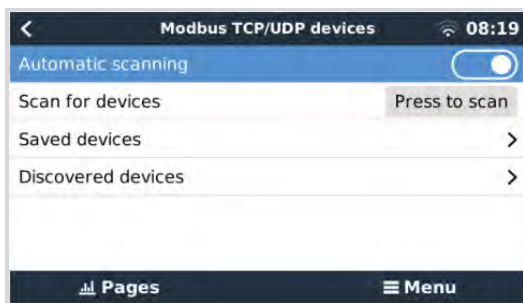 Modbus TCP/UDP devices 08:19
Automatic scanning
Scan for devices Press to scan
Saved devices
Discovered devices
Pages Menu